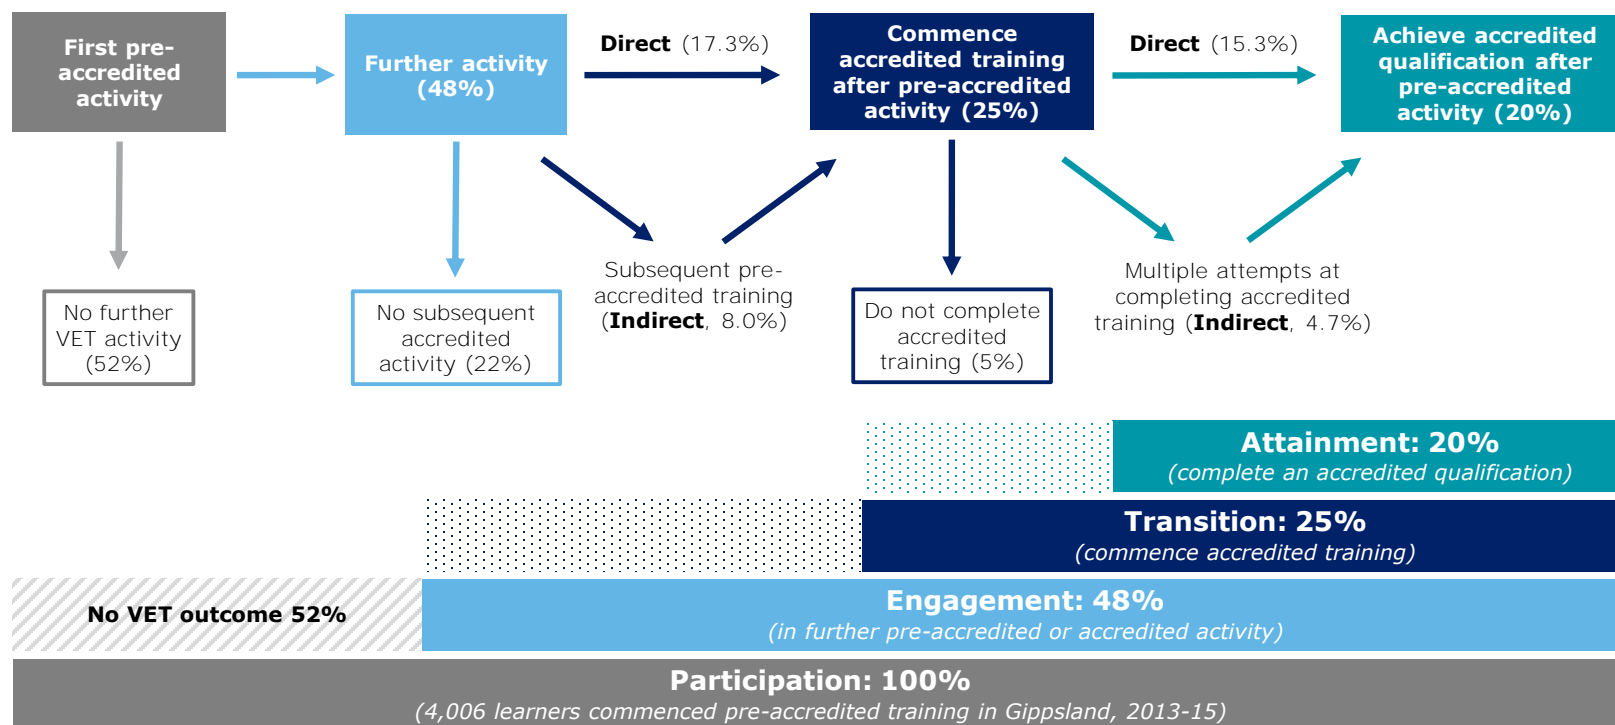 First pre-
accredited
activity
Further activity
(48%)
Direct (17.3%)
Commence
accredited training
after pre-accredited
activity (25%)
Direct (15.3%)
Achieve accredited
qualification after
pre-accredited
activity (20%)
No further
VET activity
(52%)
No subsequent
accredited
activity (22%)
Subsequent pre-
accredited training
(Indirect, 8.0%)
Do not complete
accredited
training (5%)
Multiple attempts at
completing accredited
training (Indirect, 4.7%)
Attainment: 20%
(complete an accredited qualification)
Transition: 25%
(commence accredited training)
No VET outcome 52%
Engagement: 48%
(in further pre-accredited or accredited activity)
Participation: 100%
(4,006 learners commenced pre-accredited training in Gippsland, 2013-15)